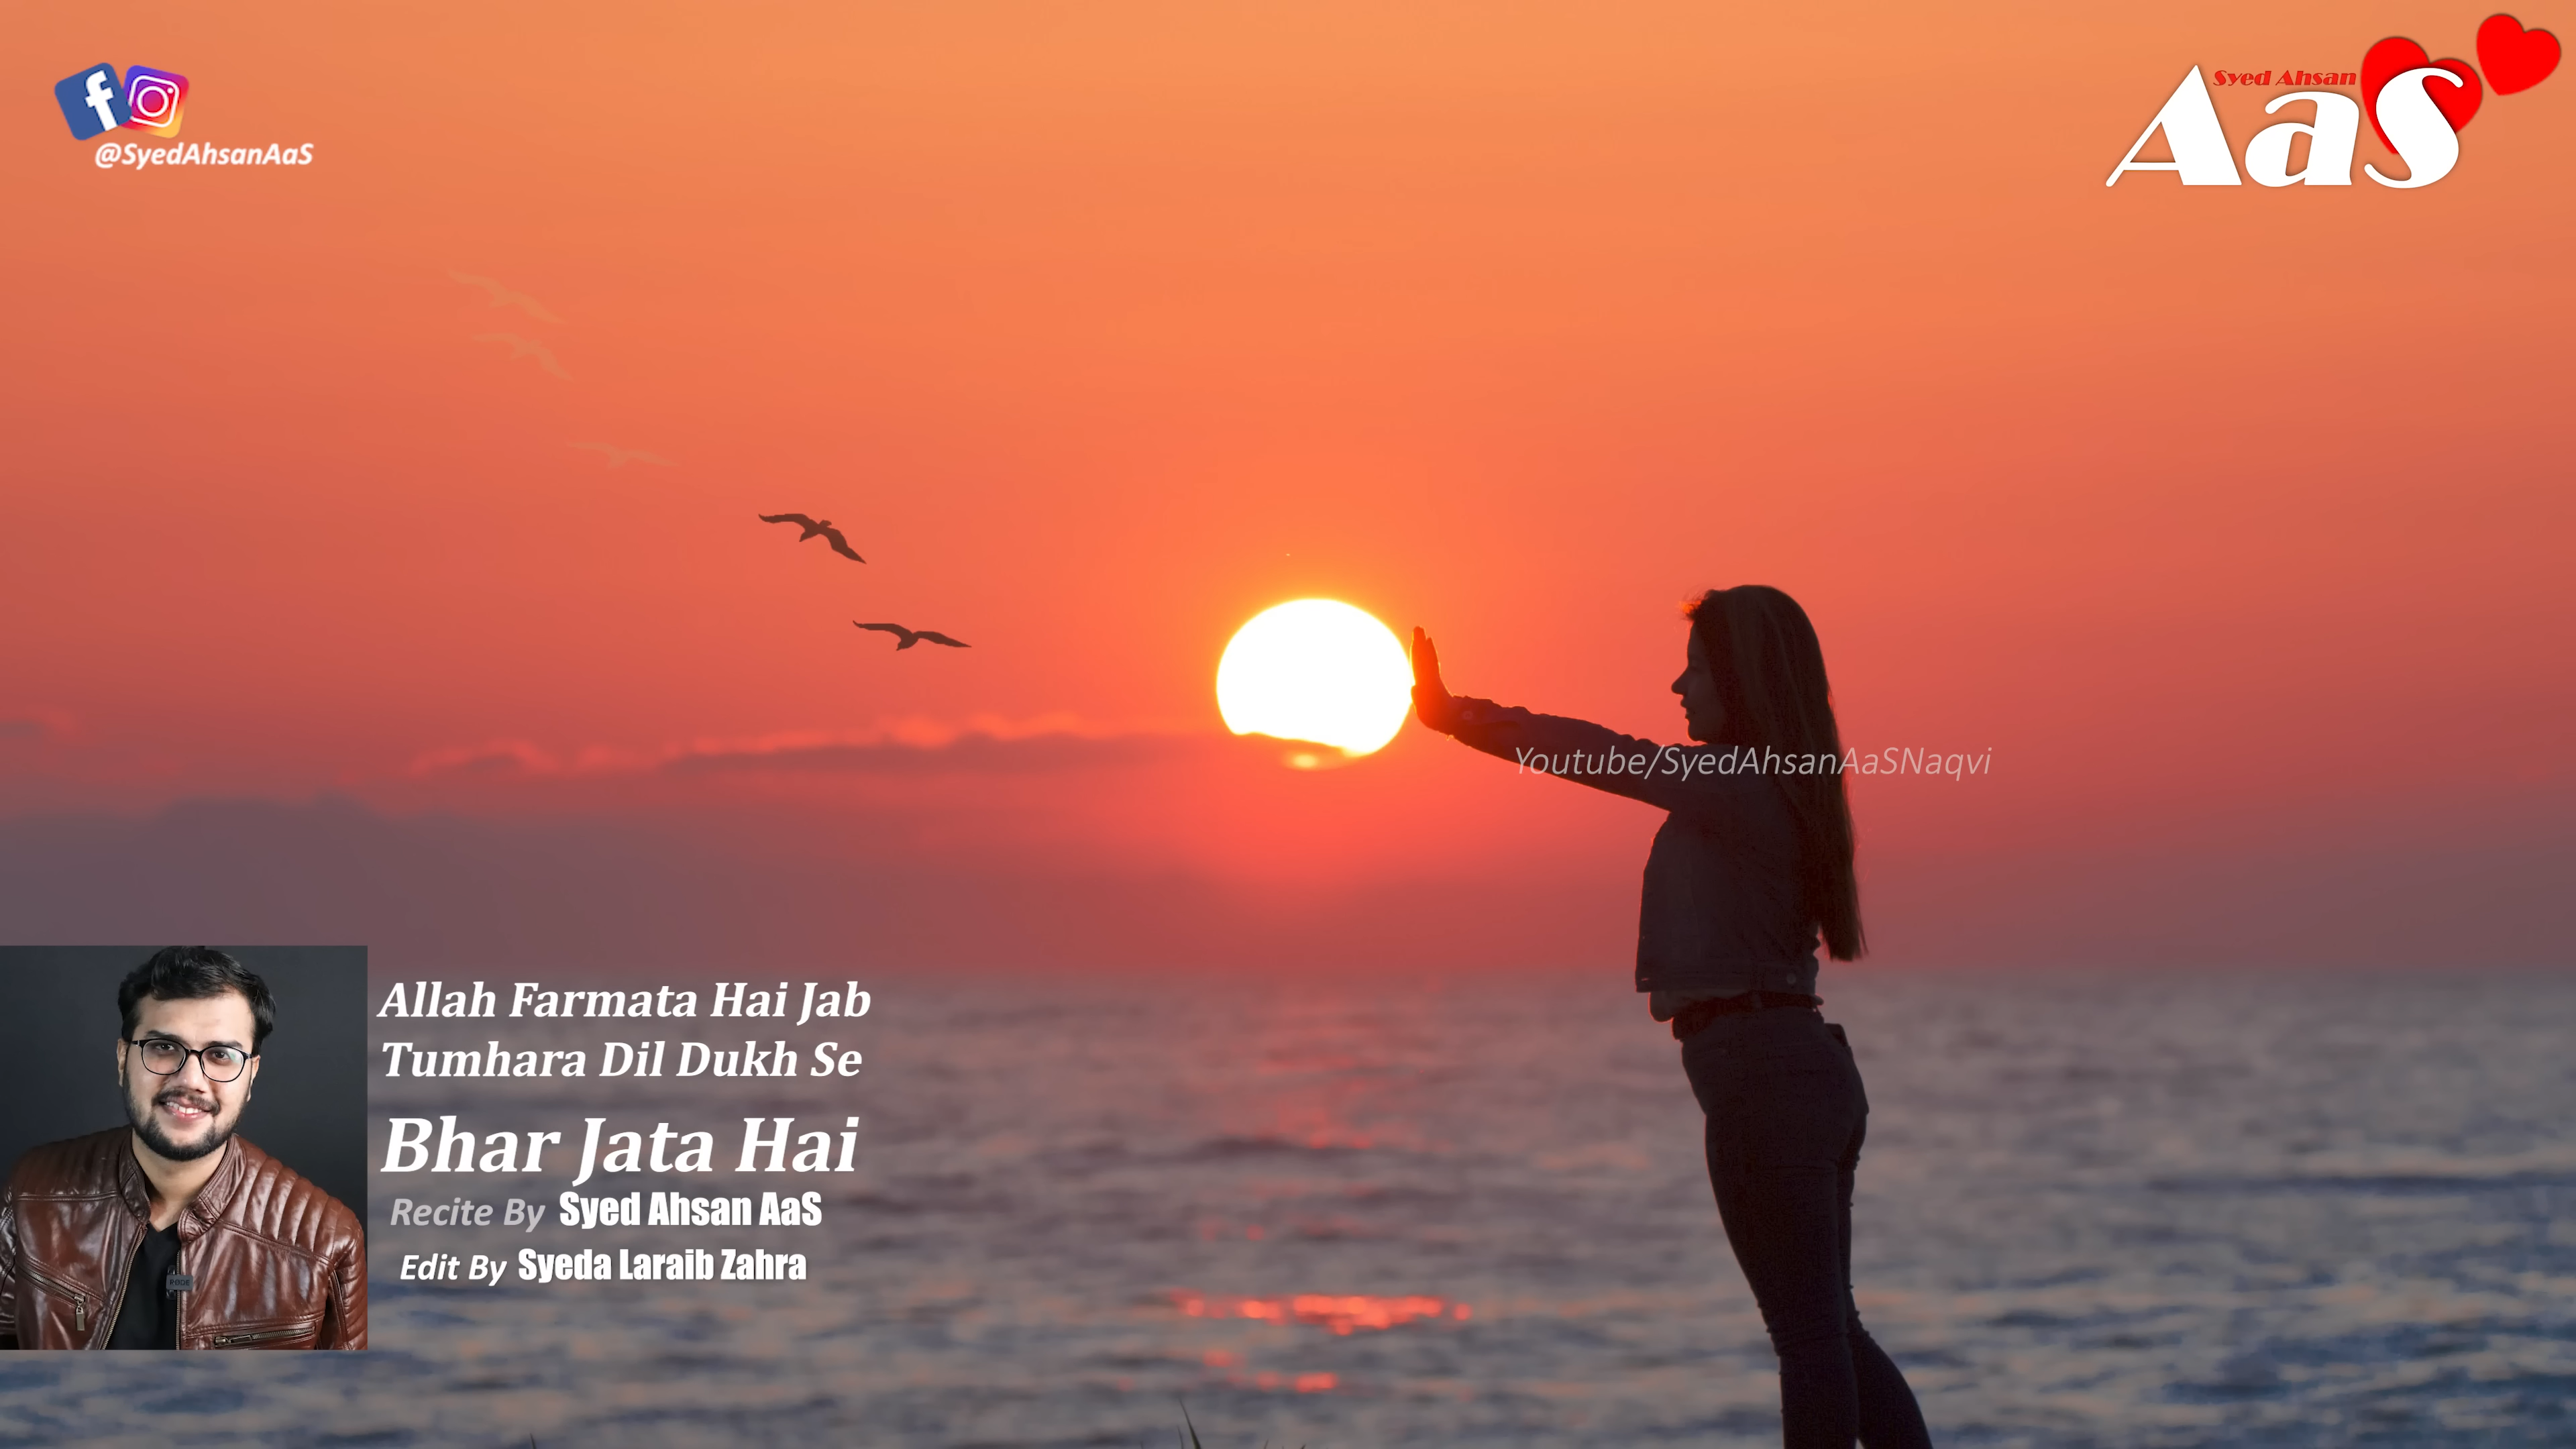 @SyedAhsanAaS
Syed Ahsan
AaS
Youtube/SyedAhsanAaSNaqvi
Allah Farmata Hai Jab
Tumhara Dil Dukh Se
Bhar Jata Hai
Recite By Syed Ahsan AaS
Edit By Syeda Laraib Zahra
RØDE